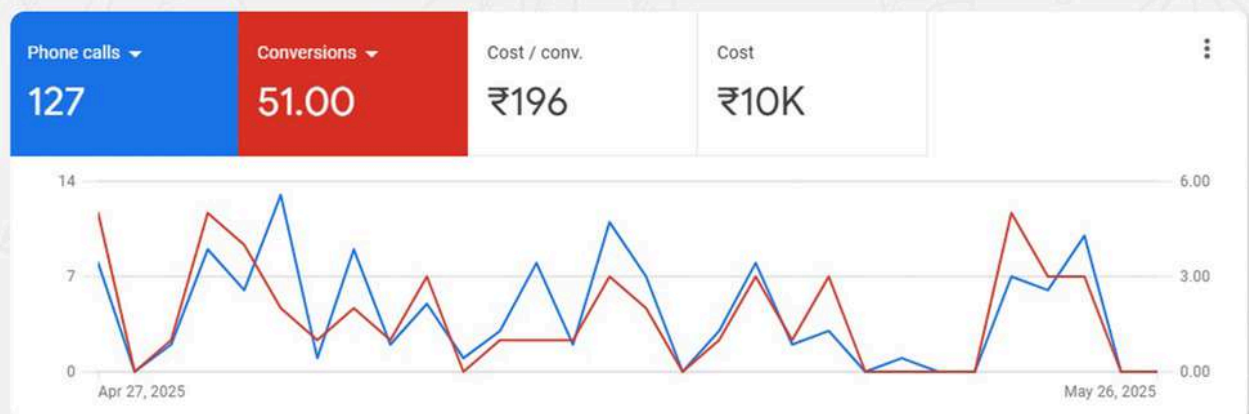 Phone calls
Conversions
Cost / conv.
Cost
127
51.00
₹196
₹10K
14
6.00
7
3.00
0
0.00
Apr 27, 2025
May 26, 2025